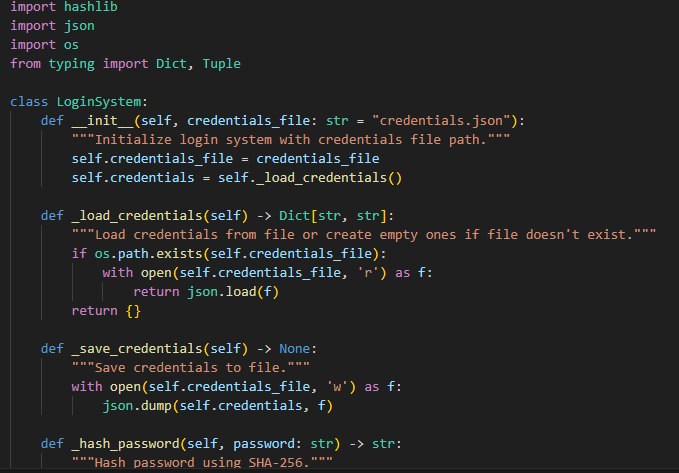 import hashlib
import json
import os
from typing import Dict, Tuple

class LoginSystem:
    def __init__(self, credentials_file: str = "credentials.json"):
        """Initialize login system with credentials file path."""
        self.credentials_file = credentials_file
        self.credentials = self._load_credentials()

    def _load_credentials(self) -> Dict[str, str]:
        """Load credentials from file or create empty ones if file doesn't exist."""
        if os.path.exists(self.credentials_file):
            with open(self.credentials_file, 'r') as f:
                return json.load(f)
        return {}

    def _save_credentials(self) -> None:
        """Save credentials to file."""
        with open(self.credentials_file, 'w') as f:
            json.dump(self.credentials, f)

    def _hash_password(self, password: str) -> str:
        """Hash password using SHA-256."""